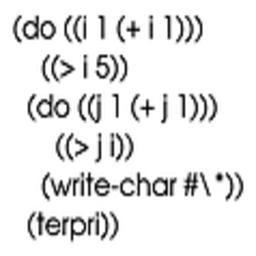 (do ((i 1 (+ i 1)))
((> i 5))
(do ((j 1 (+ j 1)))
((> j i))
(write-char #\*))
(terpri))